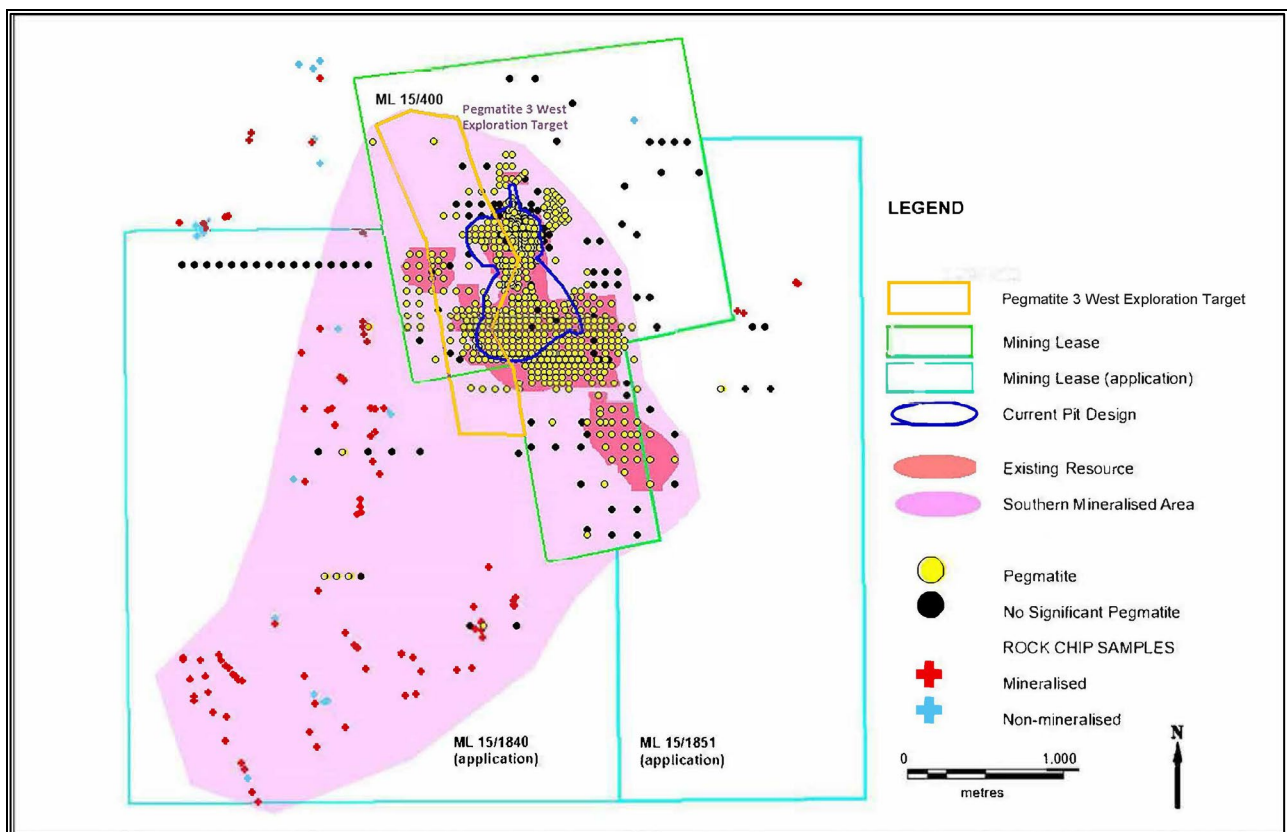 ML 15/400
Pegmatite 3 West
Exploration Target
LEGEND
Pegmatite 3 West Exploration Target
Mining Lease
Mining Lease (application)
Current Pit Design
Existing Resource
Southern Mineralised Area
Pegmatite
No Significant Pegmatite
ROCK CHIP SAMPLES
Mineralised
Non-mineralised
ML 15/1840
(application)
ML 15/1851
(application)
0 1,000
metres
N